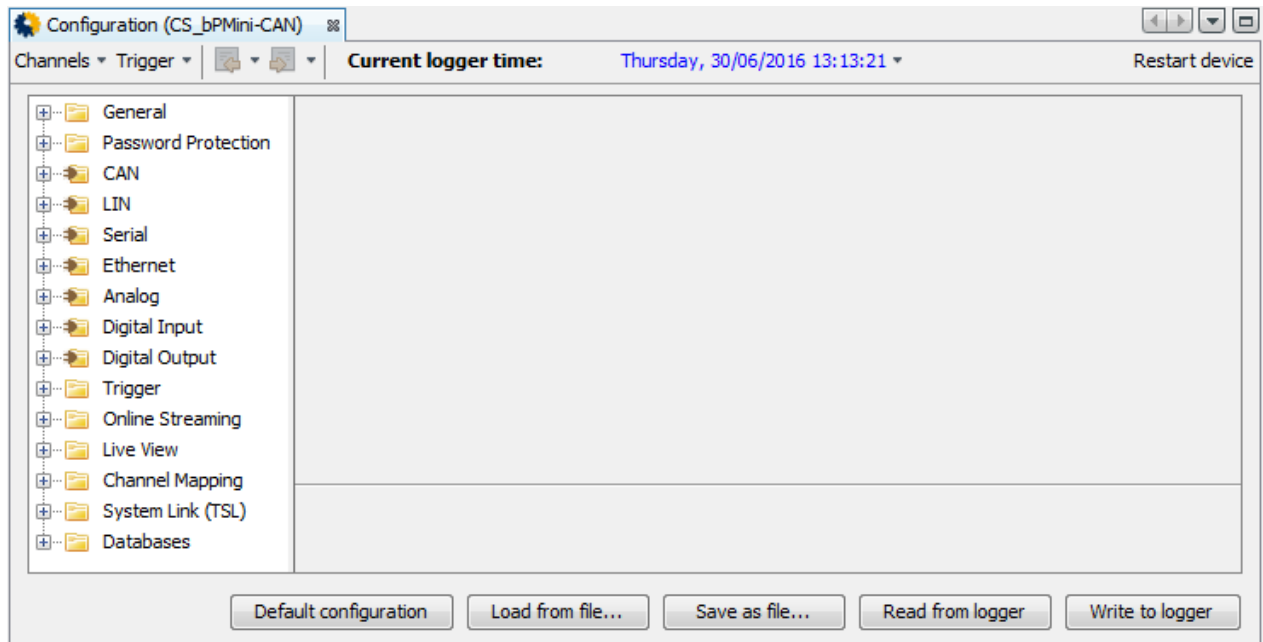 Configuration (CS_bPMini-CAN)
Channels Trigger Current logger time: Thursday, 30/06/2016 13:13:21 Restart device
General
Password Protection
CAN
LIN
Serial
Ethernet
Analog
Digital Input
Digital Output
Trigger
Online Streaming
Live View
Channel Mapping
System Link (TSL)
Databases
Default configuration Load from file... Save as file... Read from logger Write to logger